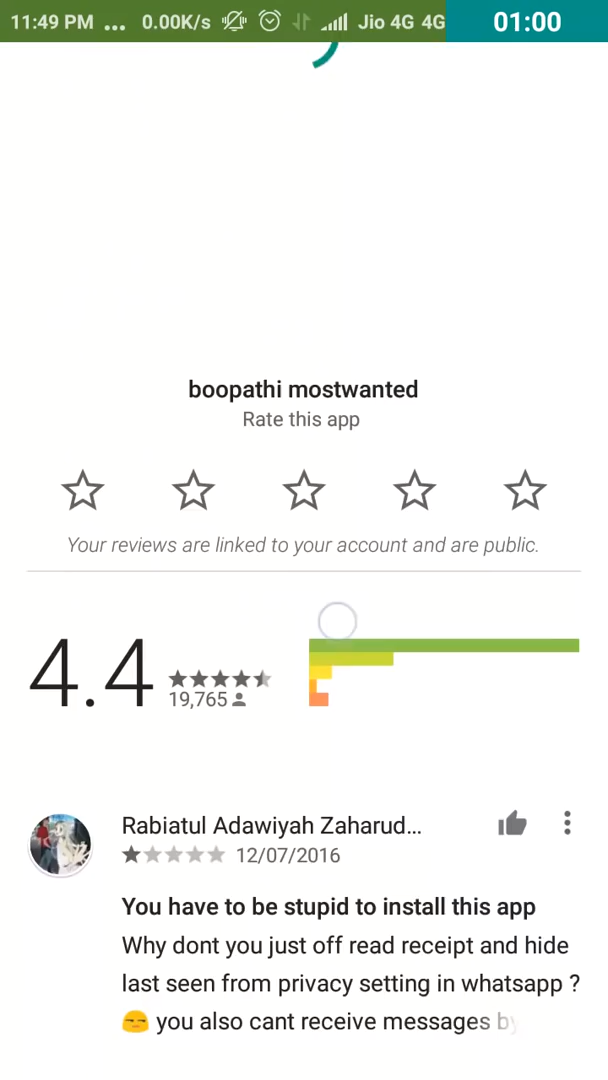 11:49 PM ... 0.00K/s Jio 4G 4G 01:00
boopathi mostwanted
Rate this app
Your reviews are linked to your account and are public.
4.4
19,765
Rabiatul Adawiyah Zaharud...
12/07/2016
You have to be stupid to install this app
Why dont you just off read receipt and hide
last seen from privacy setting in whatsapp ?
😒 you also cant receive messages by